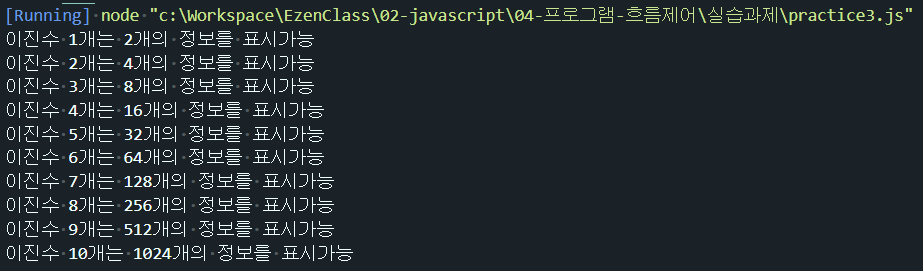 [Running] node "c:\Workspace\EzenClass\02-javascript\04-프로그램-흐름제어\실습과제\practice3.js"
이진수 1개는 2개의 정보를 표시가능
이진수 2개는 4개의 정보를 표시가능
이진수 3개는 8개의 정보를 표시가능
이진수 4개는 16개의 정보를 표시가능
이진수 5개는 32개의 정보를 표시가능
이진수 6개는 64개의 정보를 표시가능
이진수 7개는 128개의 정보를 표시가능
이진수 8개는 256개의 정보를 표시가능
이진수 9개는 512개의 정보를 표시가능
이진수 10개는 1024개의 정보를 표시가능